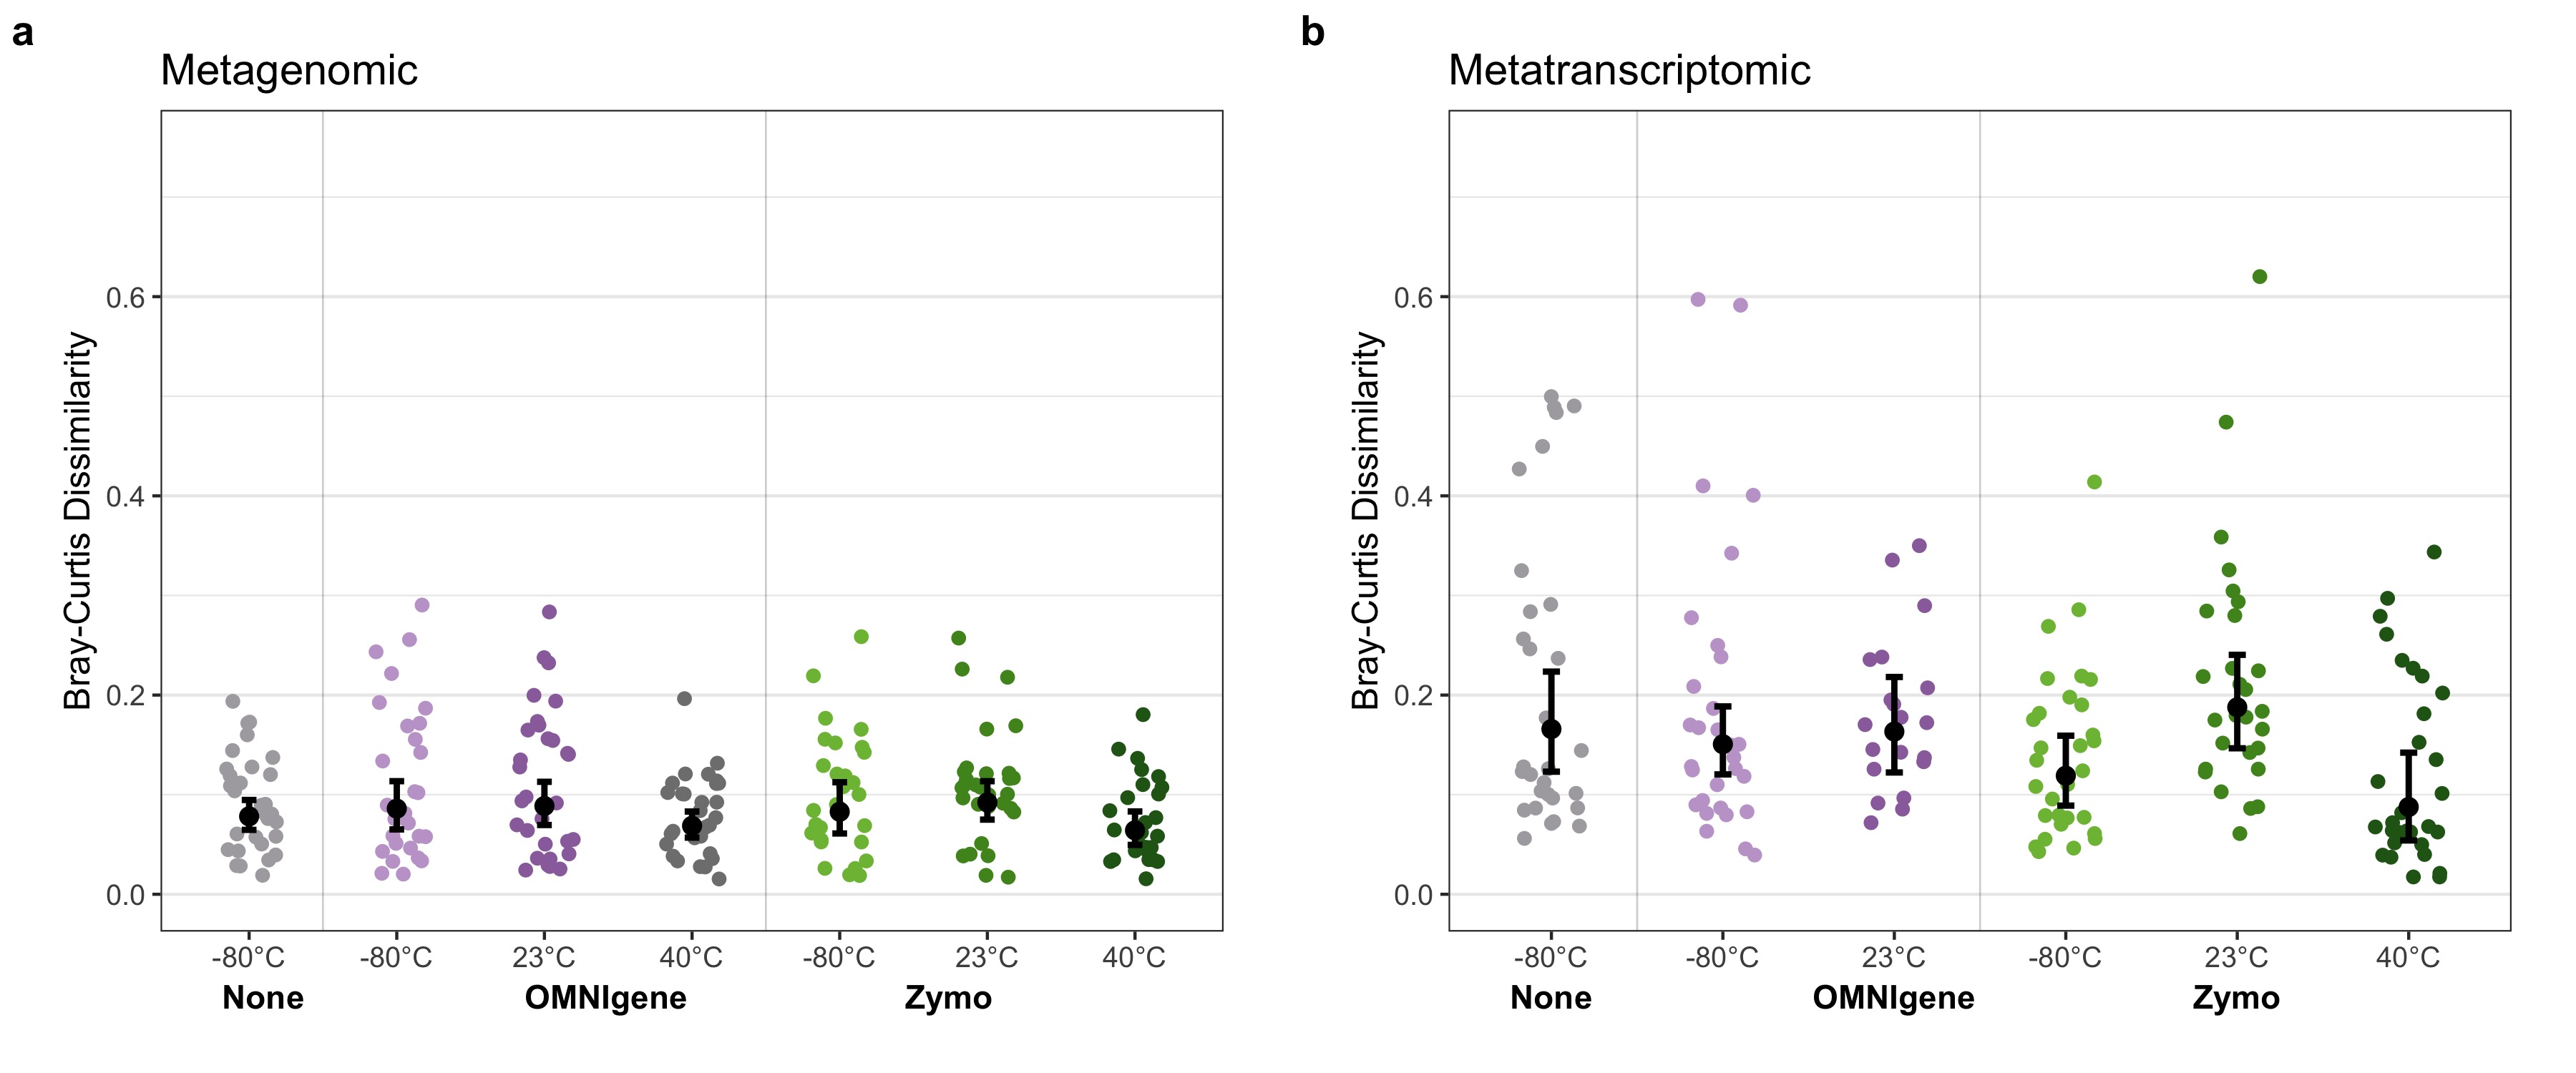 a
Metagenomic
Bray-Curtis Dissimilarity
0.6
0.4
0.2
0.0
-80°C -80°C 23°C 40°C -80°C 23°C 40°C
None OMNIgene Zymo
b
Metatranscriptomic
Bray-Curtis Dissimilarity
0.6
0.4
0.2
0.0
-80°C -80°C 23°C -80°C 23°C 40°C
None OMNIgene Zymo